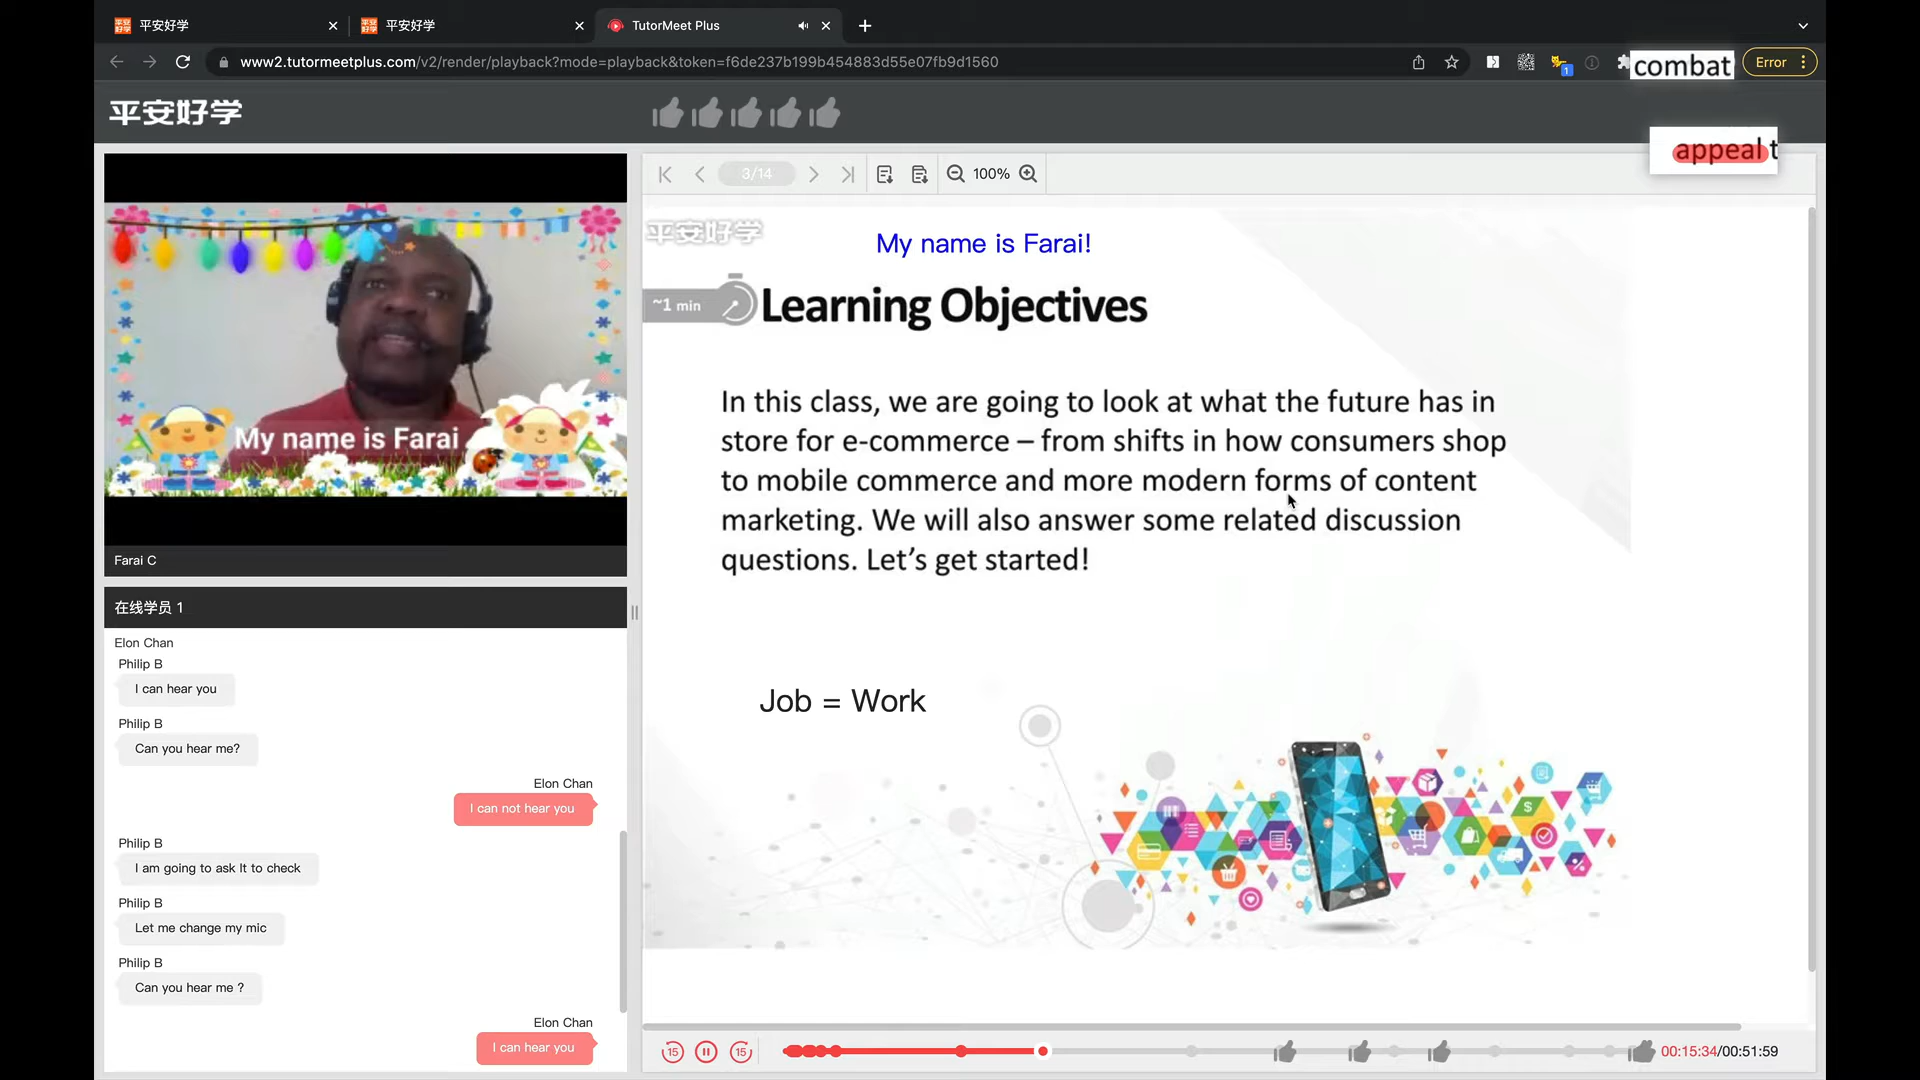 平安好学
平安好学
TutorMeet Plus
www2.tutormeetplus.com/v2/render/playback?mode=playback&token=f6de237b199b454883d55e07fb9d1560
1
combat
Error
平安好学
appeal t
3/14
100%
My name is Farai
Farai C
平安好学
My name is Farai!
~1 min
Learning Objectives
In this class, we are going to look at what the future has in
store for e-commerce – from shifts in how consumers shop
to mobile commerce and more modern forms of content
marketing. We will also answer some related discussion
questions. Let's get started!
Job = Work
在线学员 1
Elon Chan
Philip B
I can hear you
Philip B
Can you hear me?
Elon Chan
I can not hear you
Philip B
I am going to ask It to check
Philip B
Let me change my mic
Philip B
Can you hear me ?
Elon Chan
I can hear you
15
15
00:15:34/00:51:59